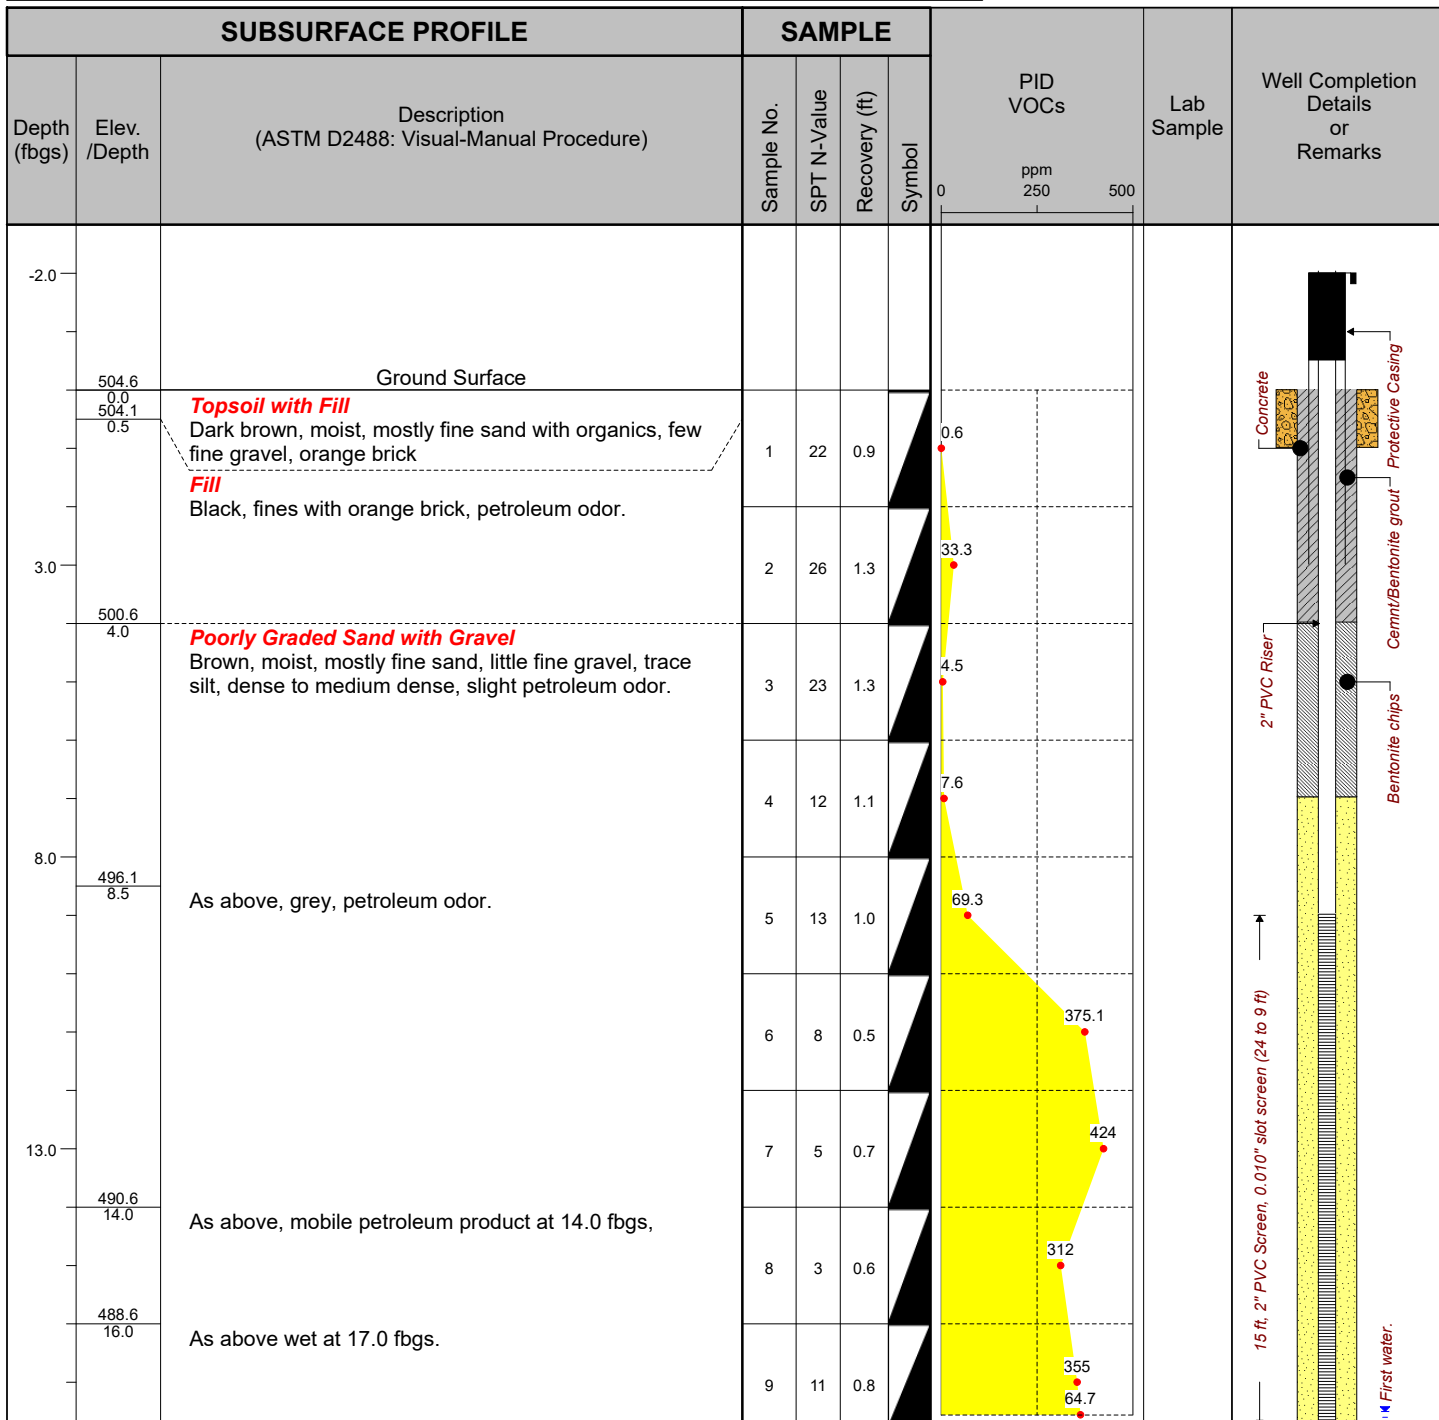 SUBSURFACE PROFILE
SAMPLE
Depth
(fbgs)
Elev.
/Depth
Description
(ASTM D2488: Visual-Manual Procedure)
Sample No.
SPT N-Value
Recovery (ft)
Symbol
PID
VOCs
ppm
0 250 500
Lab
Sample
Well Completion
Details
or
Remarks
-2.0
Ground Surface
504.6
0.0
504.1
0.5
Topsoil with Fill
Dark brown, moist, mostly fine sand with organics, few
fine gravel, orange brick
1 22 0.9
0.6
Fill
Black, fines with orange brick, petroleum odor.
3.0
2 26 1.3
33.3
500.6
4.0
Poorly Graded Sand with Gravel
Brown, moist, mostly fine sand, little fine gravel, trace
silt, dense to medium dense, slight petroleum odor.
3 23 1.3
4.5
4 12 1.1
7.6
8.0
496.1
8.5
As above, grey, petroleum odor.
5 13 1.0
69.3
6 8 0.5
375.1
13.0
7 5 0.7
424
490.6
14.0
As above, mobile petroleum product at 14.0 fbgs,
8 3 0.6
312
488.6
16.0
As above wet at 17.0 fbgs.
9 11 0.8
355
64.7
Concrete
Protective Casing
Cemnt/Bentonite grout
2" PVC Riser
Bentonite chips
15 ft, 2" PVC Screen, 0.010" slot screen (24 to 9 ft)
First water.